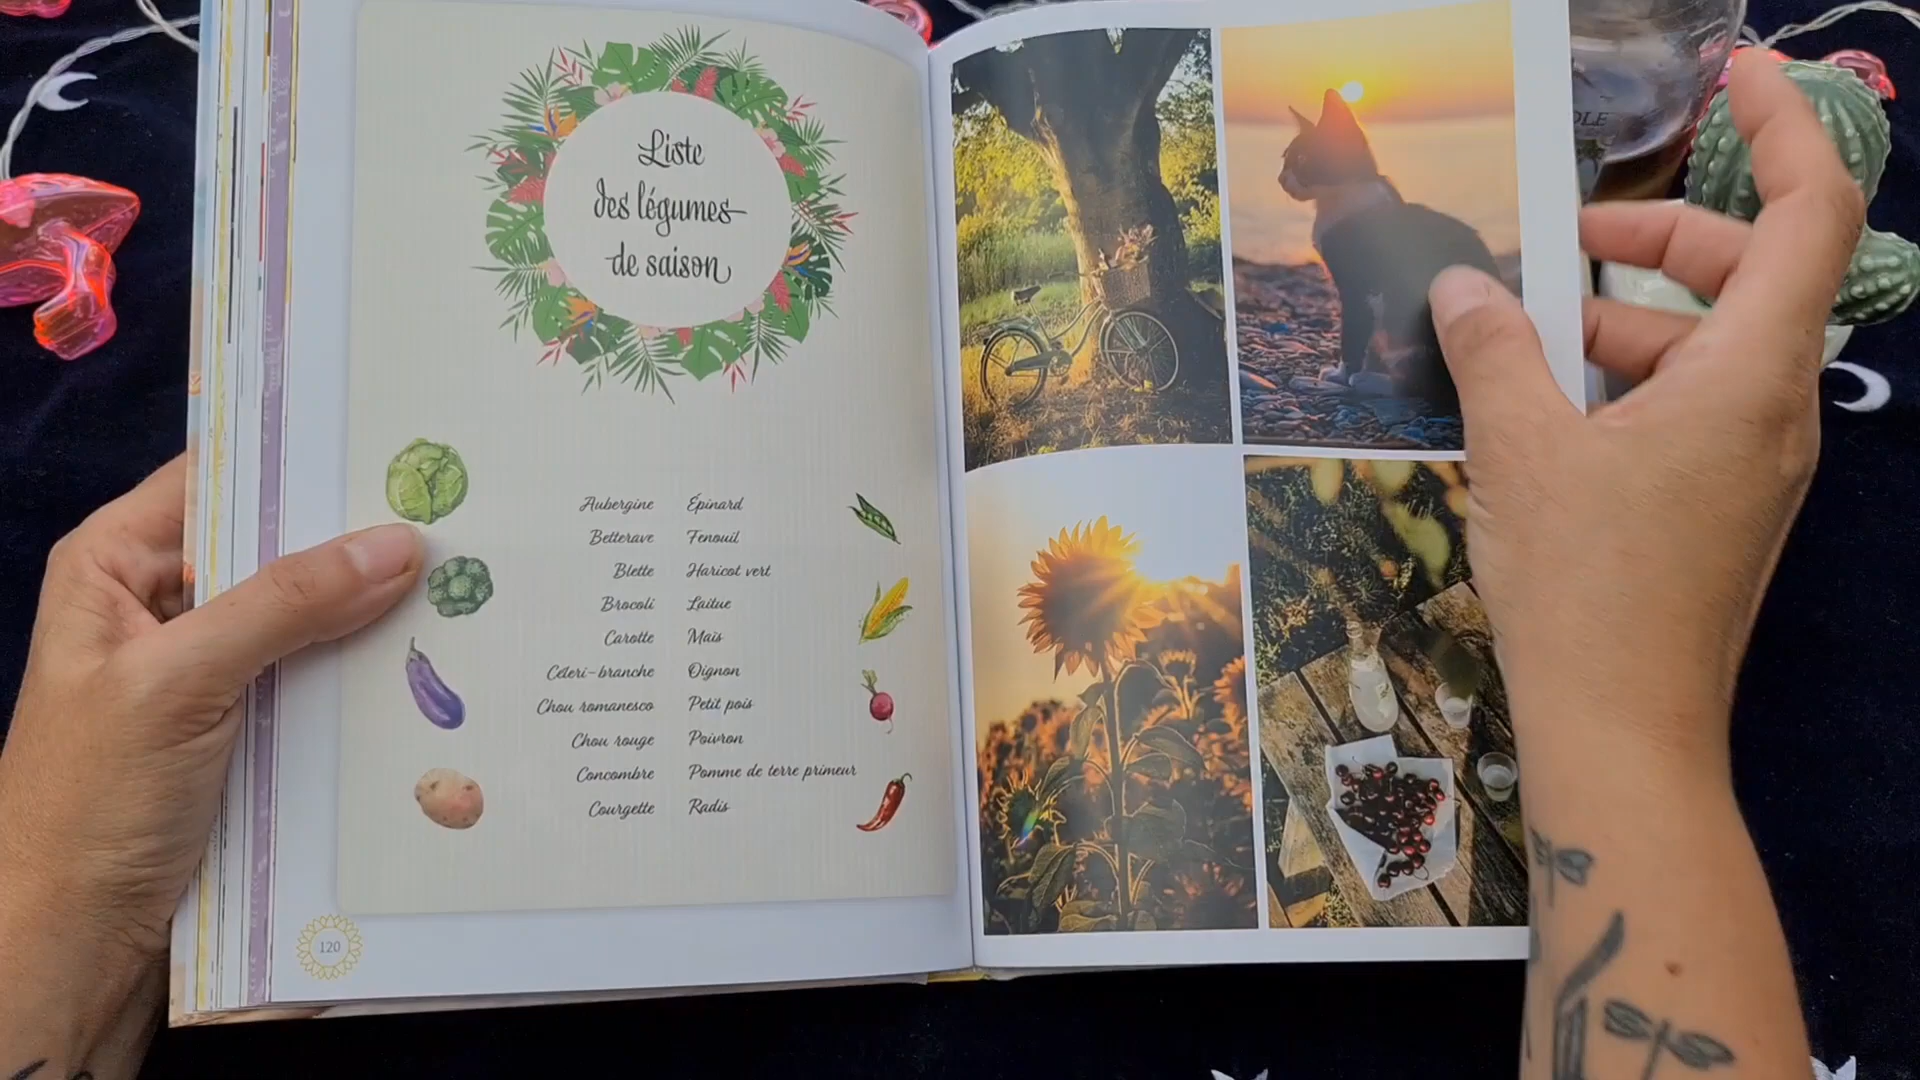 Liste
des légumes
de saison
Aubergine Épinard
Betterave Fenouil
Blette Haricot vert
Brocoli Laitue
Carotte Maïs
Céleri-branche Oignon
Chou romanesco Petit pois
Chou rouge Poivron
Concombre Pomme de terre primeur
Courgette Radis
120